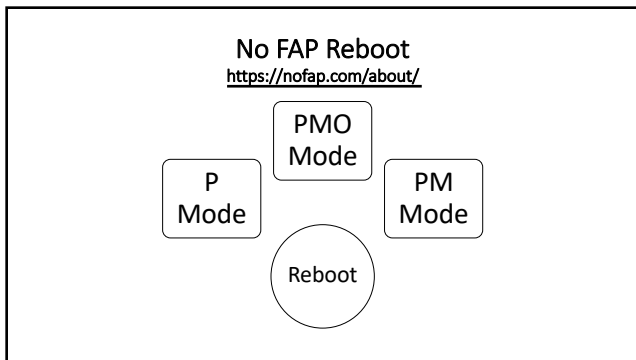 No FAP Reboot
https://nofap.com/about/
PMO
Mode
P
Mode
PM
Mode
Reboot